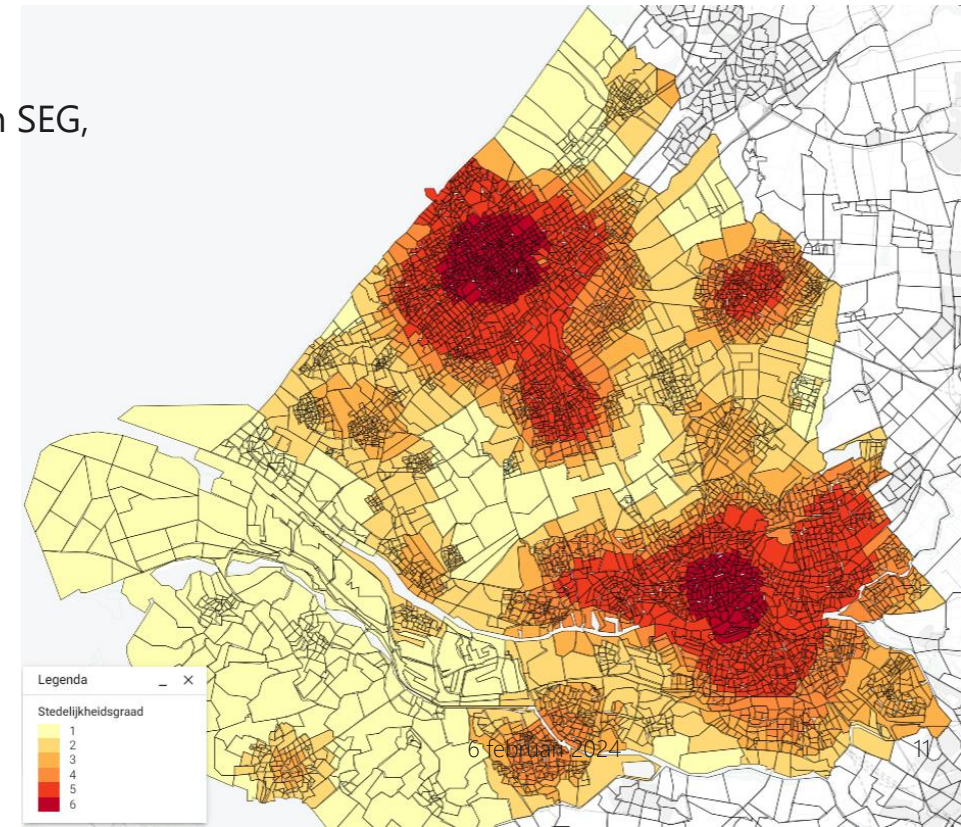 n SEG,
Legenda _ ×
Stedelijkheidsgraad
1
2
3
4
5
6
6 februari 2024
11